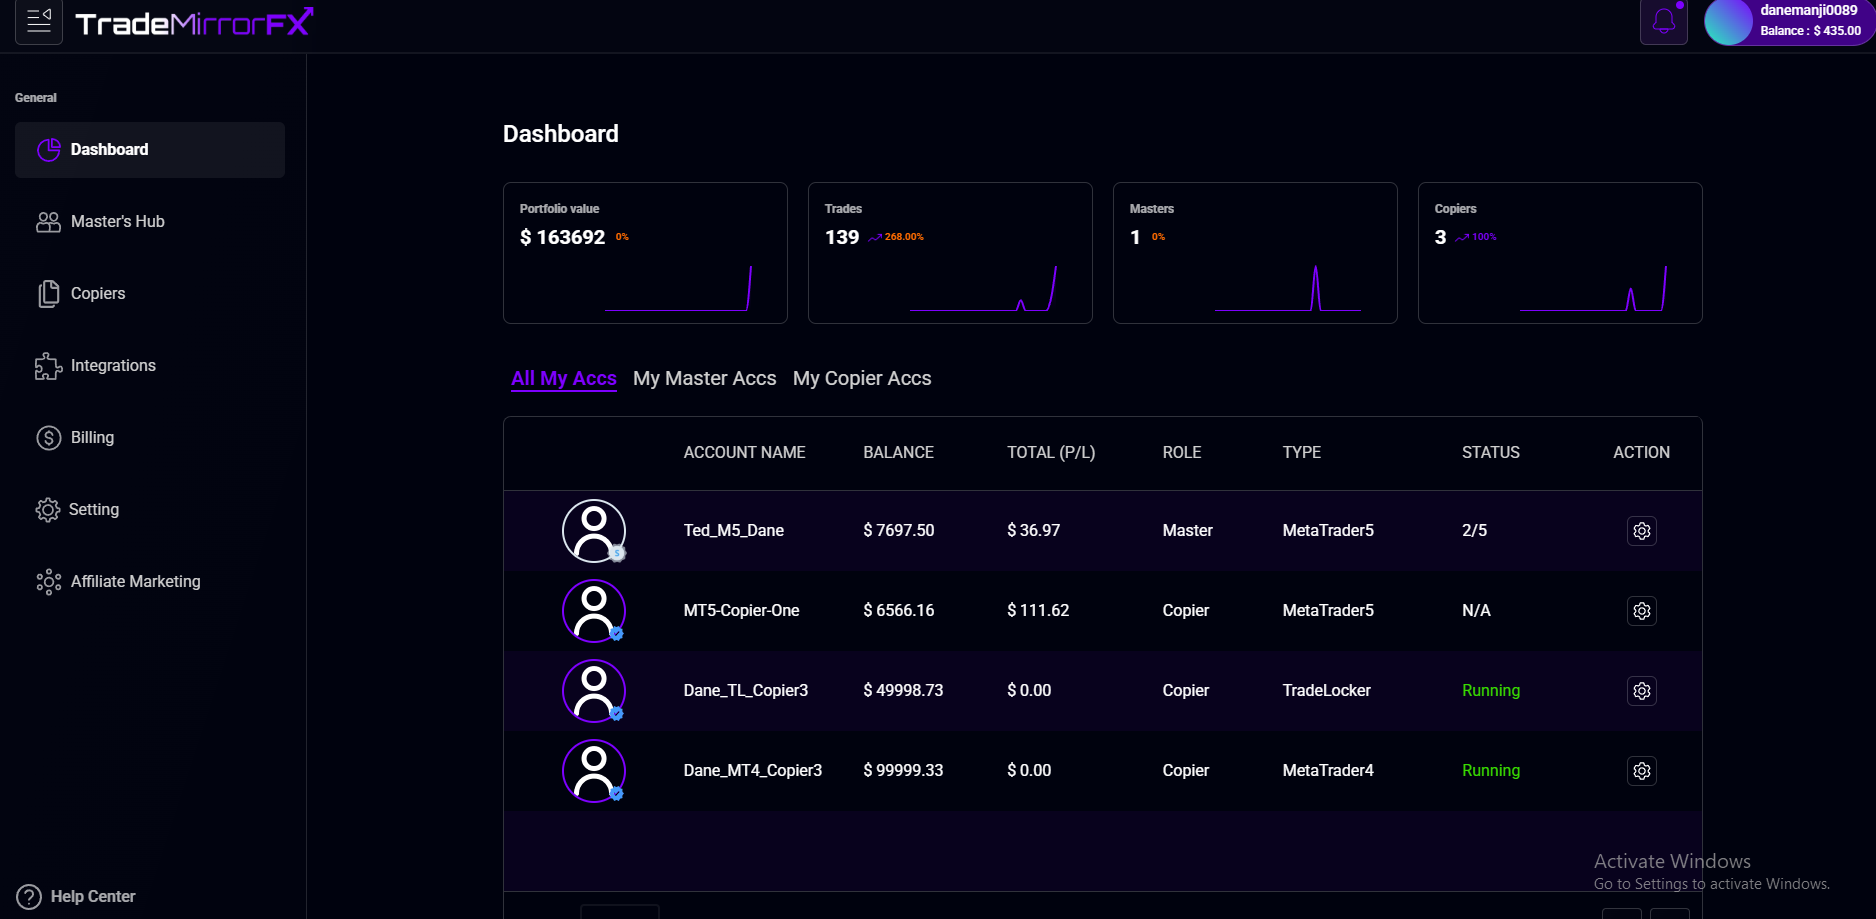 TradeMirrorFX
danemanji0089
Balance : $ 435.00
General
Dashboard
Master's Hub
Copiers
Integrations
Billing
Setting
Affiliate Marketing
Help Center
Dashboard
Portfolio value
$ 163692 0%
Trades
139 268.00%
Masters
1 0%
Copiers
3 100%
All My Accs My Master Accs My Copier Accs
ACCOUNT NAME BALANCE TOTAL (P/L) ROLE TYPE STATUS ACTION
Ted_M5_Dane $ 7697.50 $ 36.97 Master MetaTrader5 2/5
MT5-Copier-One $ 6566.16 $ 111.62 Copier MetaTrader5 N/A
Dane_TL_Copier3 $ 49998.73 $ 0.00 Copier TradeLocker Running
Dane_MT4_Copier3 $ 99999.33 $ 0.00 Copier MetaTrader4 Running
Activate Windows
Go to Settings to activate Windows.